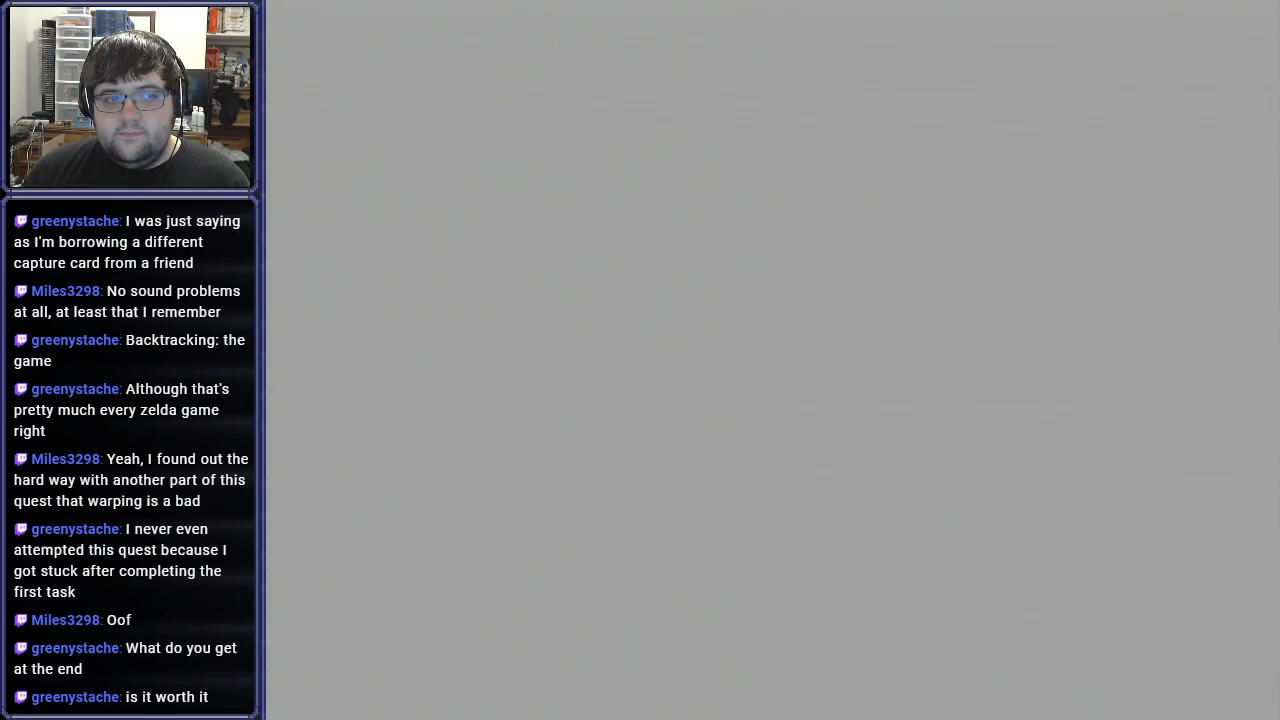 greenystache: I was just saying
as I'm borrowing a different
capture card from a friend
Miles3298: No sound problems
at all, at least that I remember
greenystache: Backtracking: the
game
greenystache: Although that's
pretty much every zelda game
right
Miles3298: Yeah, I found out the
hard way with another part of this
quest that warping is a bad
greenystache: I never even
attempted this quest because I
got stuck after completing the
first task
Miles3298: Oof
greenystache: What do you get
at the end
greenystache: is it worth it